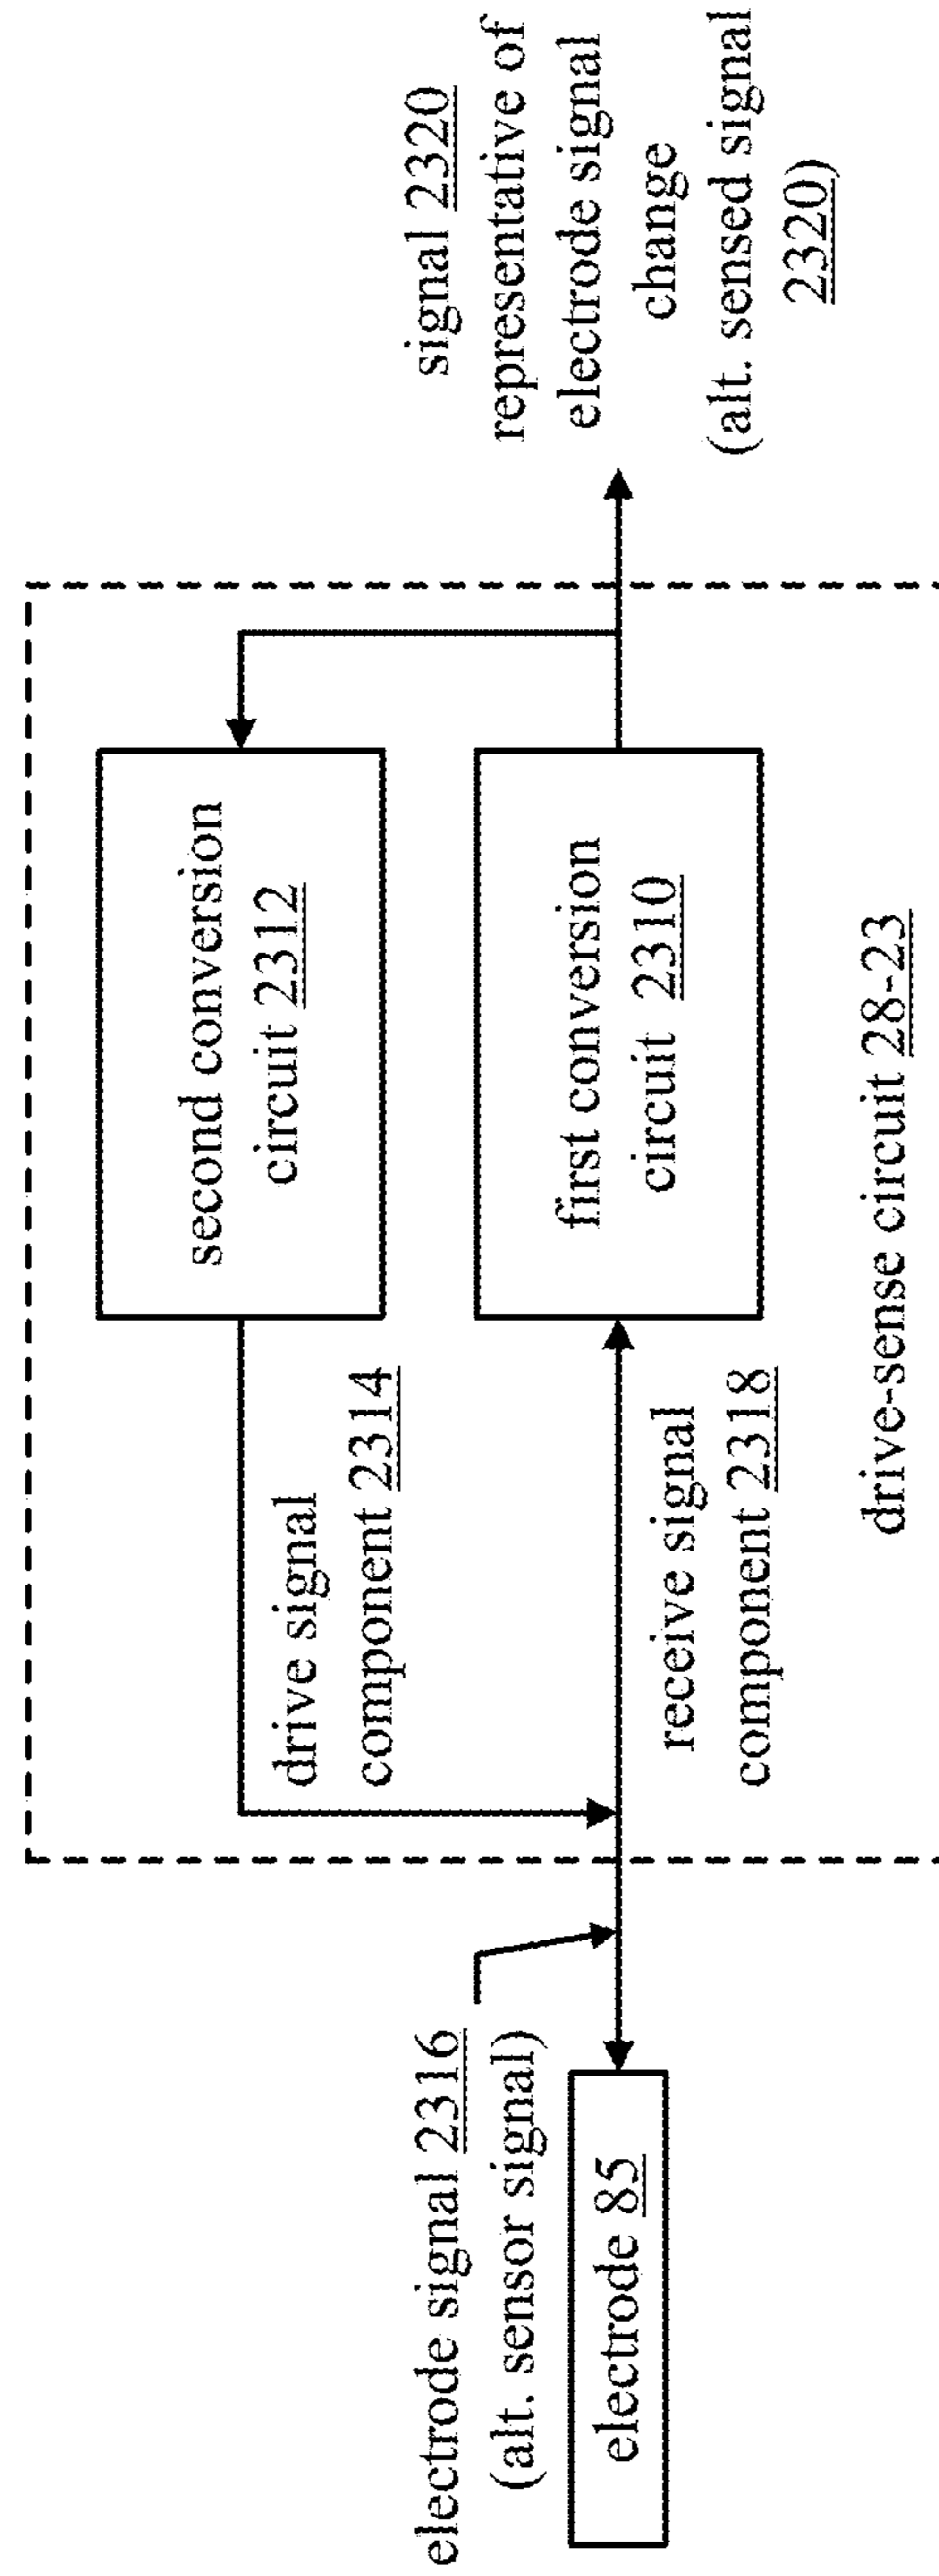 electrode signal 2316
(alt. sensor signal)
electrode 85
drive signal
component 2314
receive signal
component 2318
second conversion
circuit 2312
first conversion
circuit 2310
drive-sense circuit 28-23
signal 2320
representative of
electrode signal
change
(alt. sensed signal
2320)